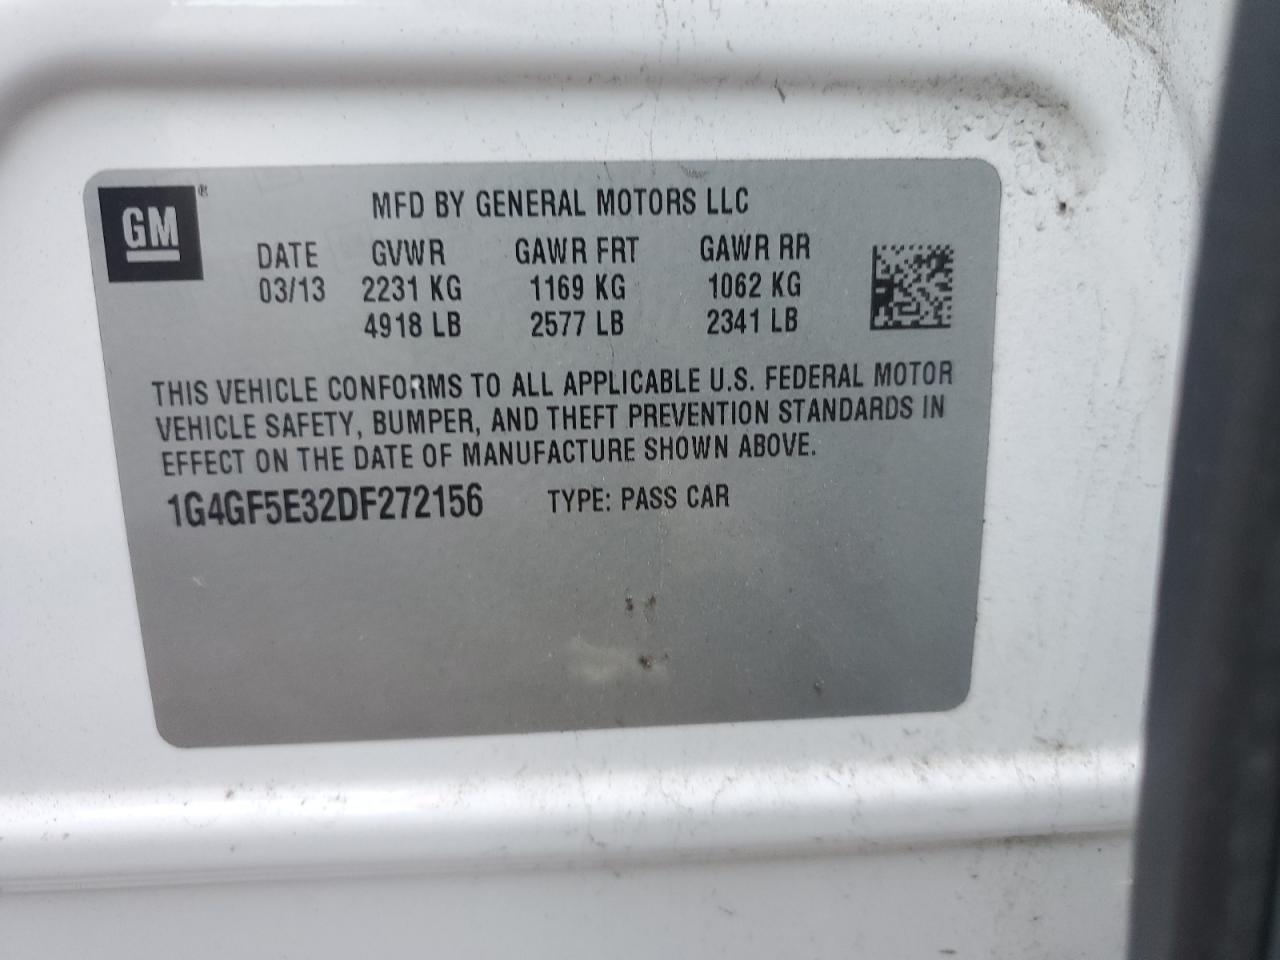 GM®
MFD BY GENERAL MOTORS LLC
DATE GVWR GAWR FRT GAWR RR
03/13 2231 KG 1169 KG 1062 KG
4918 LB 2577 LB 2341 LB
THIS VEHICLE CONFORMS TO ALL APPLICABLE U.S. FEDERAL MOTOR
VEHICLE SAFETY, BUMPER, AND THEFT PREVENTION STANDARDS IN
EFFECT ON THE DATE OF MANUFACTURE SHOWN ABOVE.
1G4GF5E32DF272156 TYPE: PASS CAR